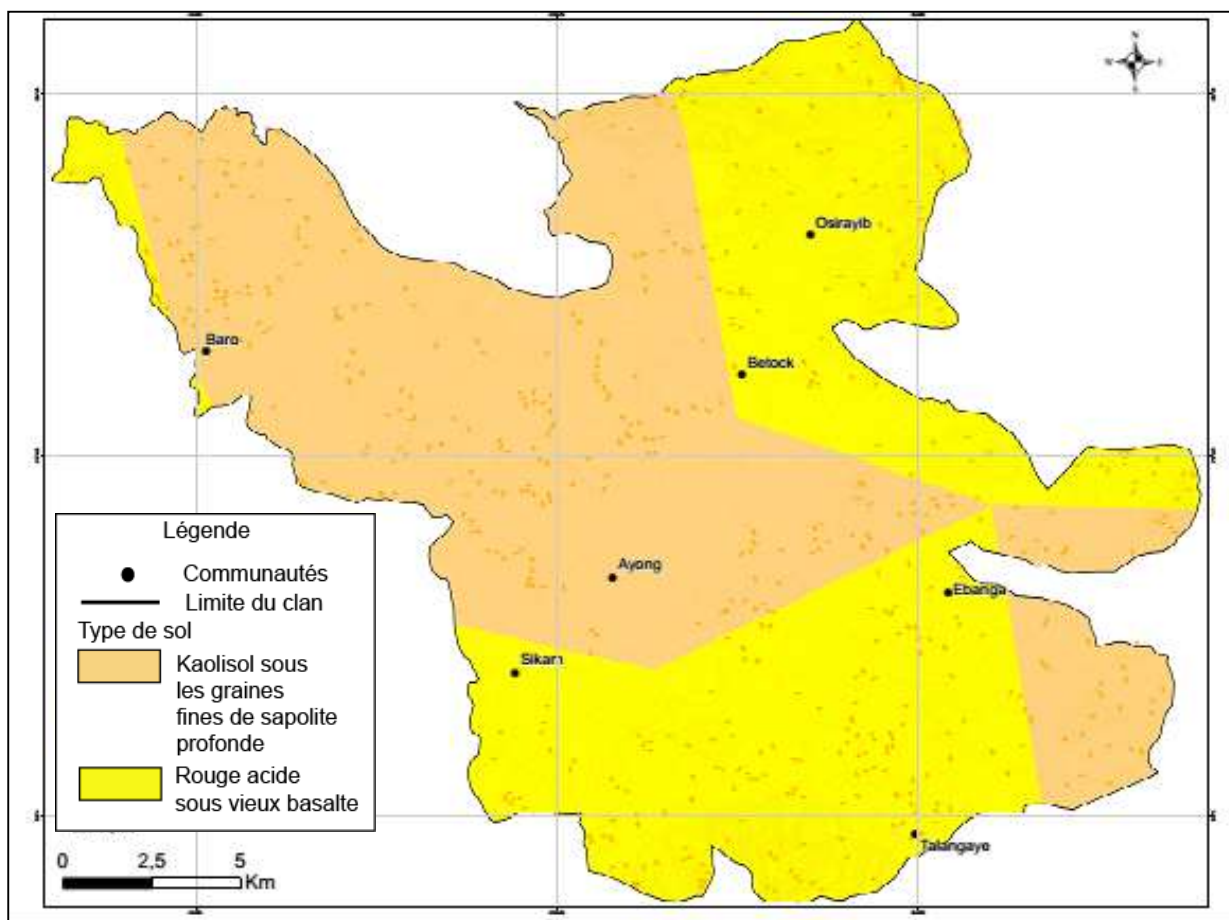 N
Osirayib
Baro
Betock
Légende
Communautés
Limite du clan
Type de sol
Kaolisol sous
les graines
fines de sapolite
profonde
Rouge acide
sous vieux basalte
Ayong
Ebanga
Sikam
Talangaye
0 2,5 5
Km